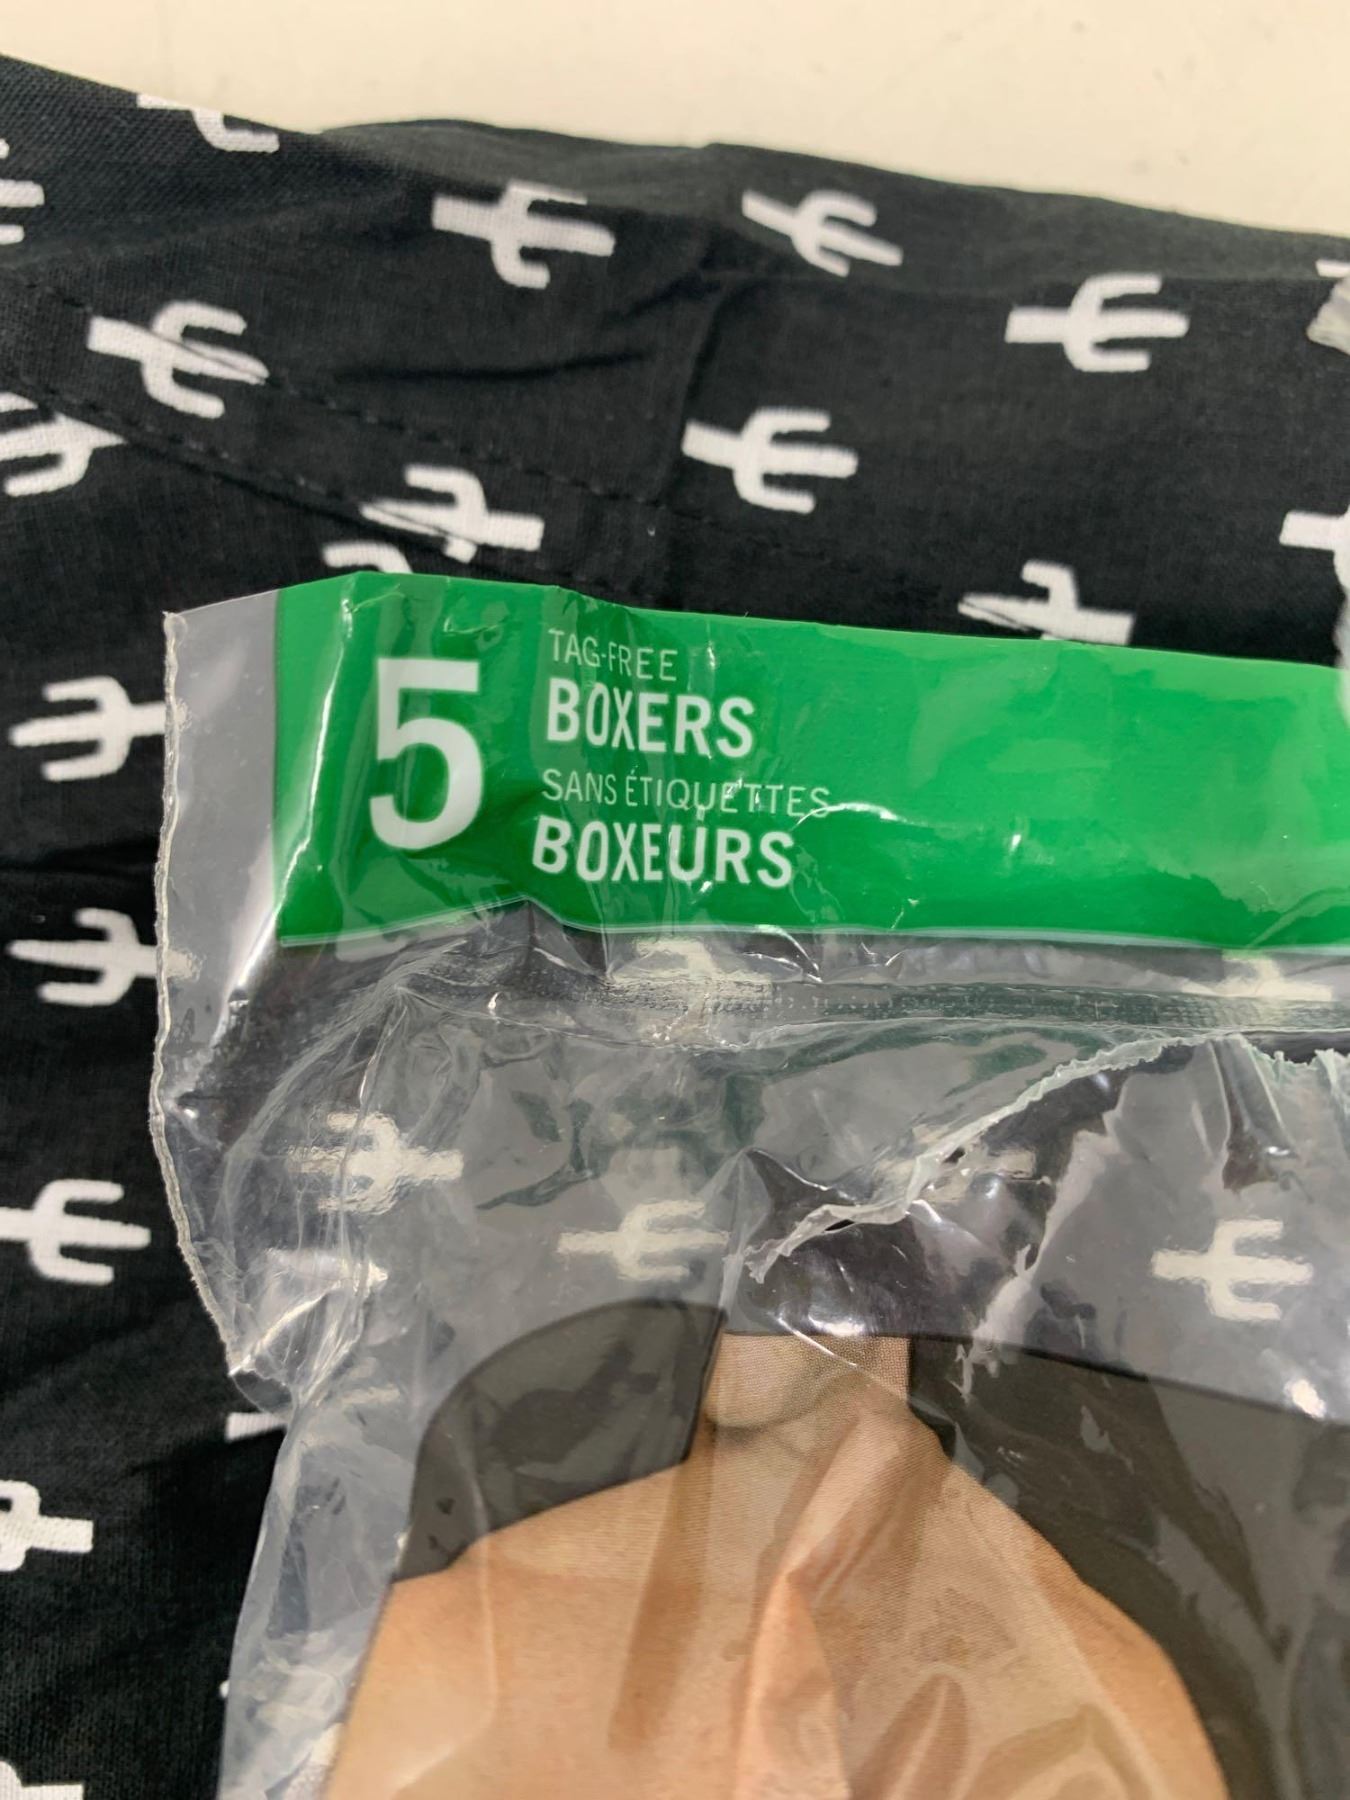 5
TAG-FREE
BOXERS
SANS ÉTIQUETTES
BOXEURS